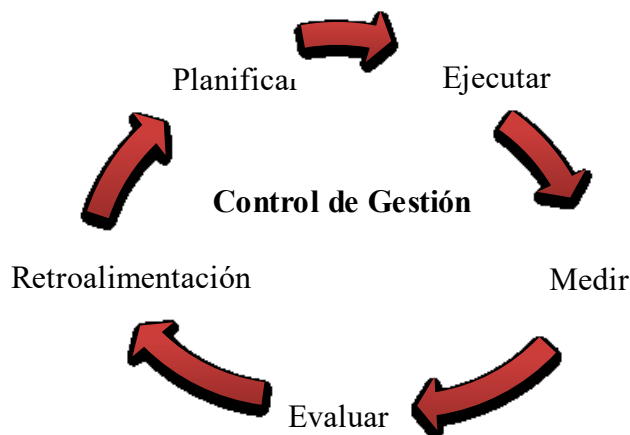 Planificar
Ejecutar
Control de Gestión
Retroalimentación
Medir
Evaluar